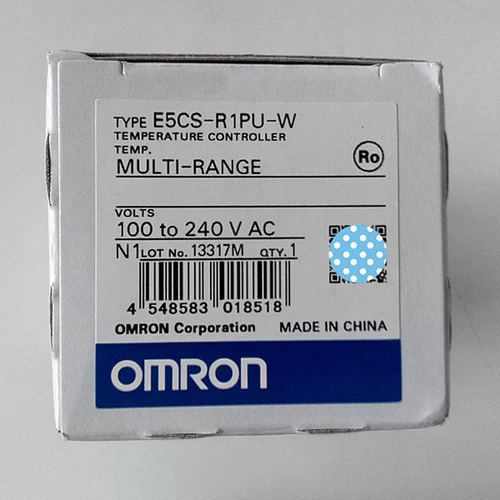 TYPE E5CS-R1PU-W
TEMPERATURE CONTROLLER
TEMP.
MULTI-RANGE
Ro
VOLTS
100 to 240 V AC
N1 LOT No. 13317M QTY. 1
4 548583 018518
OMRON Corporation MADE IN CHINA
OMRON